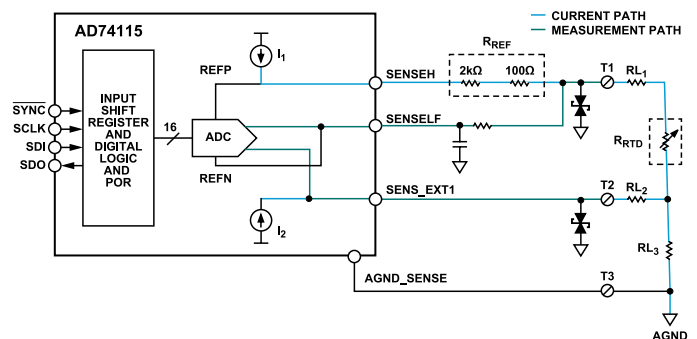 AD74115
CURRENT PATH
MEASUREMENT PATH
I1
REFP
RREF
2kΩ
100Ω
SENSEH
T1
RL1
SYNC
SCLK
SDI
SDO
INPUT
SHIFT
REGISTER
AND
DIGITAL
LOGIC
AND
POR
16
ADC
SENSELF
RRTD
REFN
SENS_EXT1
T2
RL2
I2
RL3
AGND_SENSE
T3
AGND